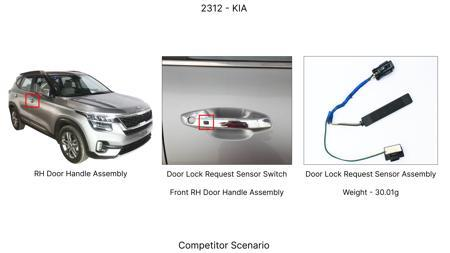 2312 - KIA
RH Door Handle Assembly
Door Lock Request Sensor Switch
Front RH Door Handle Assembly
Door Lock Request Sensor Assembly
Weight - 30.01g
Competitor Scenario